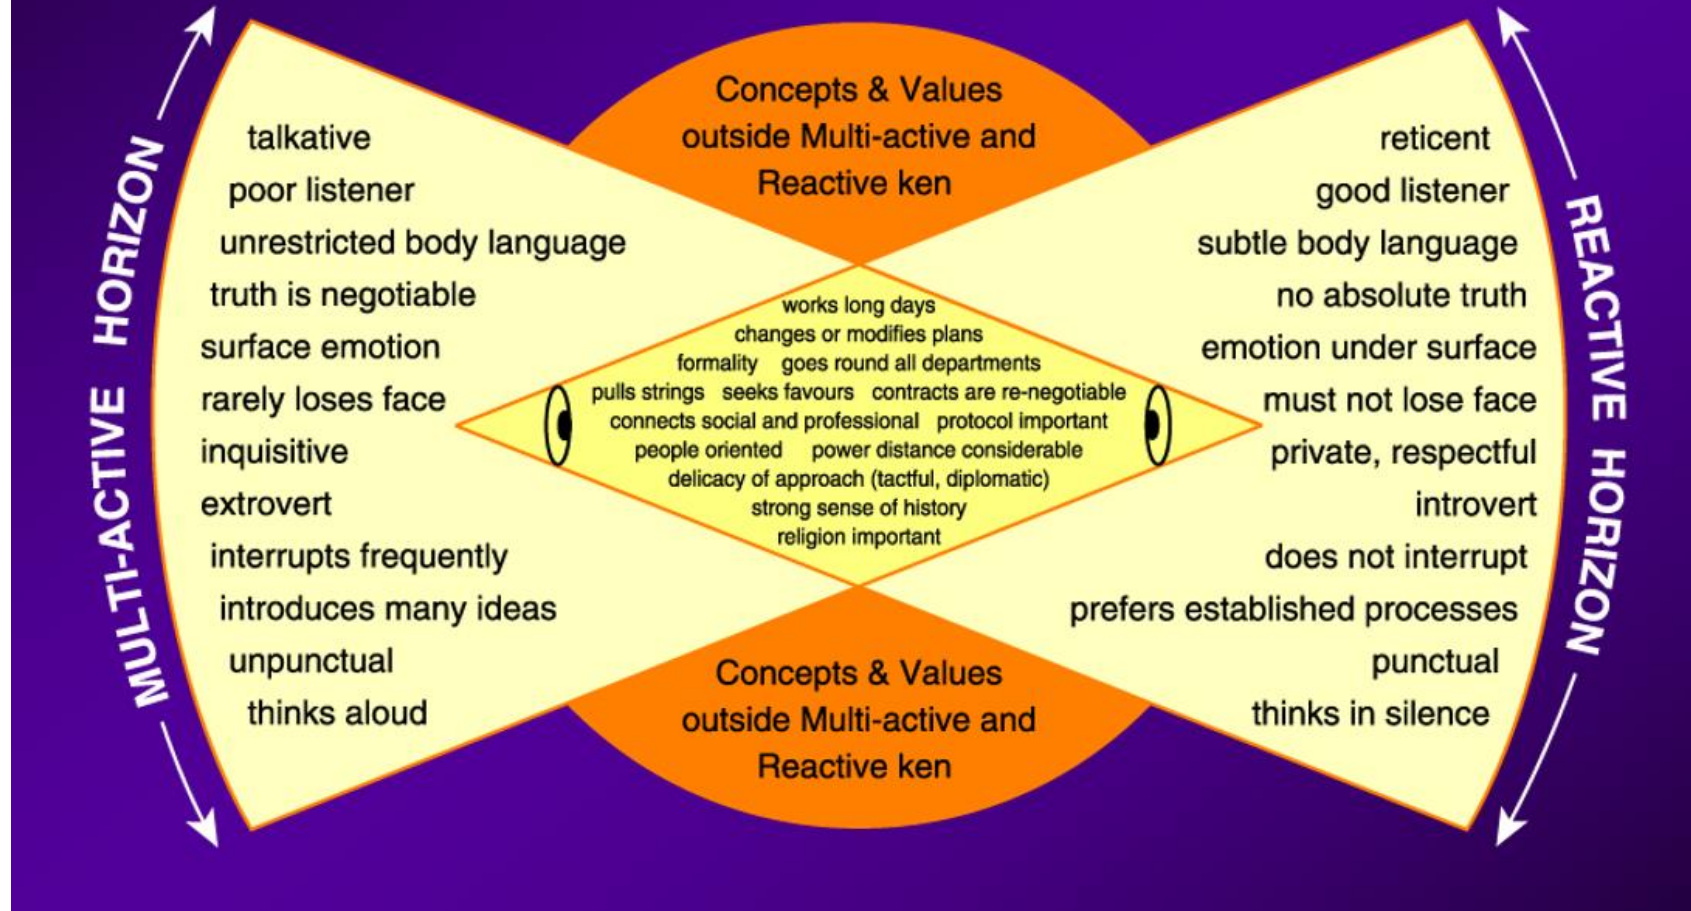 MULTI-ACTIVE HORIZON
talkative
poor listener
unrestricted body language
truth is negotiable
surface emotion
rarely loses face
inquisitive
extrovert
interrupts frequently
introduces many ideas
unpunctual
thinks aloud
Concepts & Values
outside Multi-active and
Reactive ken
works long days
changes or modifies plans
formality goes round all departments
pulls strings seeks favours contracts are re-negotiable
connects social and professional protocol important
people oriented power distance considerable
delicacy of approach (tactful, diplomatic)
strong sense of history
religion important
Concepts & Values
outside Multi-active and
Reactive ken
reticent
good listener
subtle body language
no absolute truth
emotion under surface
must not lose face
private, respectful
introvert
does not interrupt
prefers established processes
punctual
thinks in silence
REACTIVE HORIZON